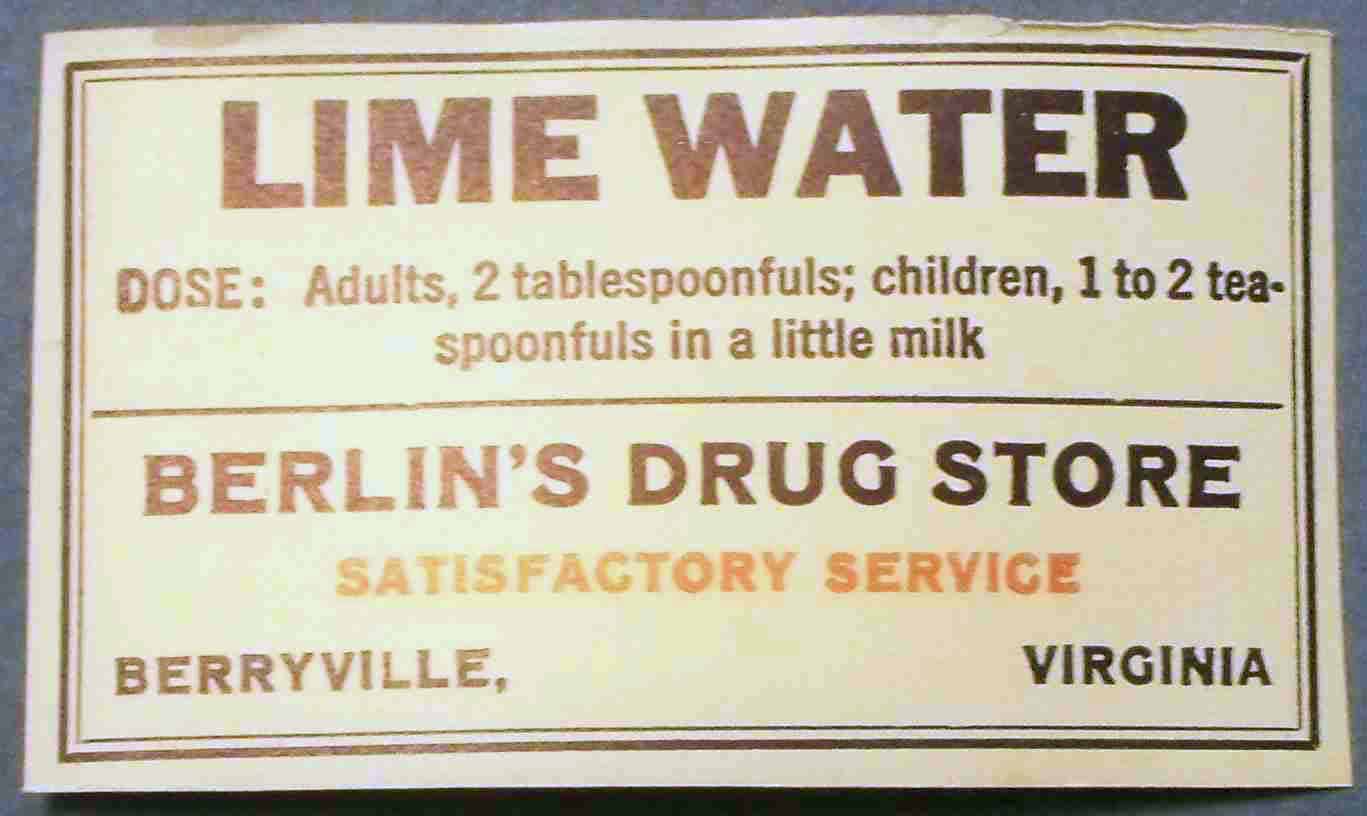 LIME WATER
DOSE: Adults, 2 tablespoonfuls; children, 1 to 2 tea-
spoonfuls in a little milk
BERLIN'S DRUG STORE
SATISFACTORY SERVICE
BERRYVILLE, VIRGINIA